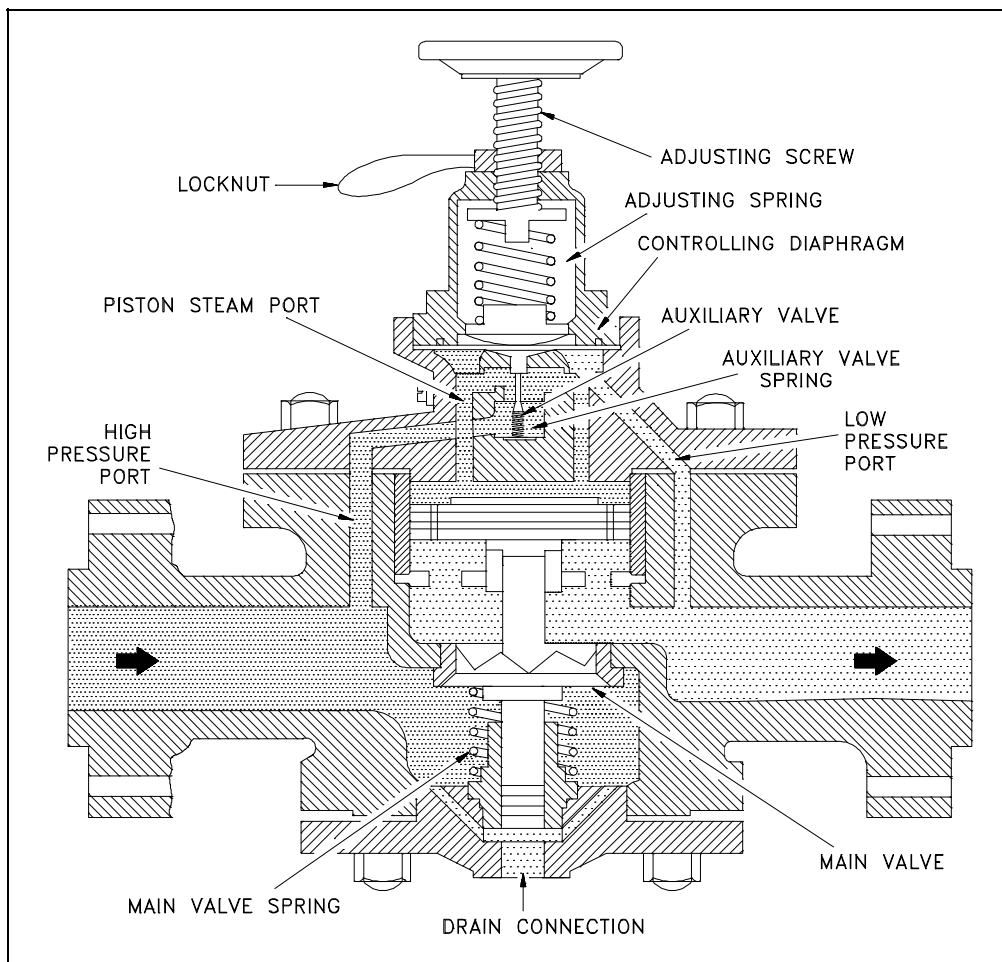 ADJUSTING SCREW
LOCKNUT
ADJUSTING SPRING
CONTROLLING DIAPHRAGM
PISTON STEAM PORT
AUXILIARY VALVE
AUXILIARY VALVE
SPRING
HIGH
PRESSURE
PORT
LOW
PRESSURE
PORT
MAIN VALVE
MAIN VALVE SPRING
DRAIN CONNECTION